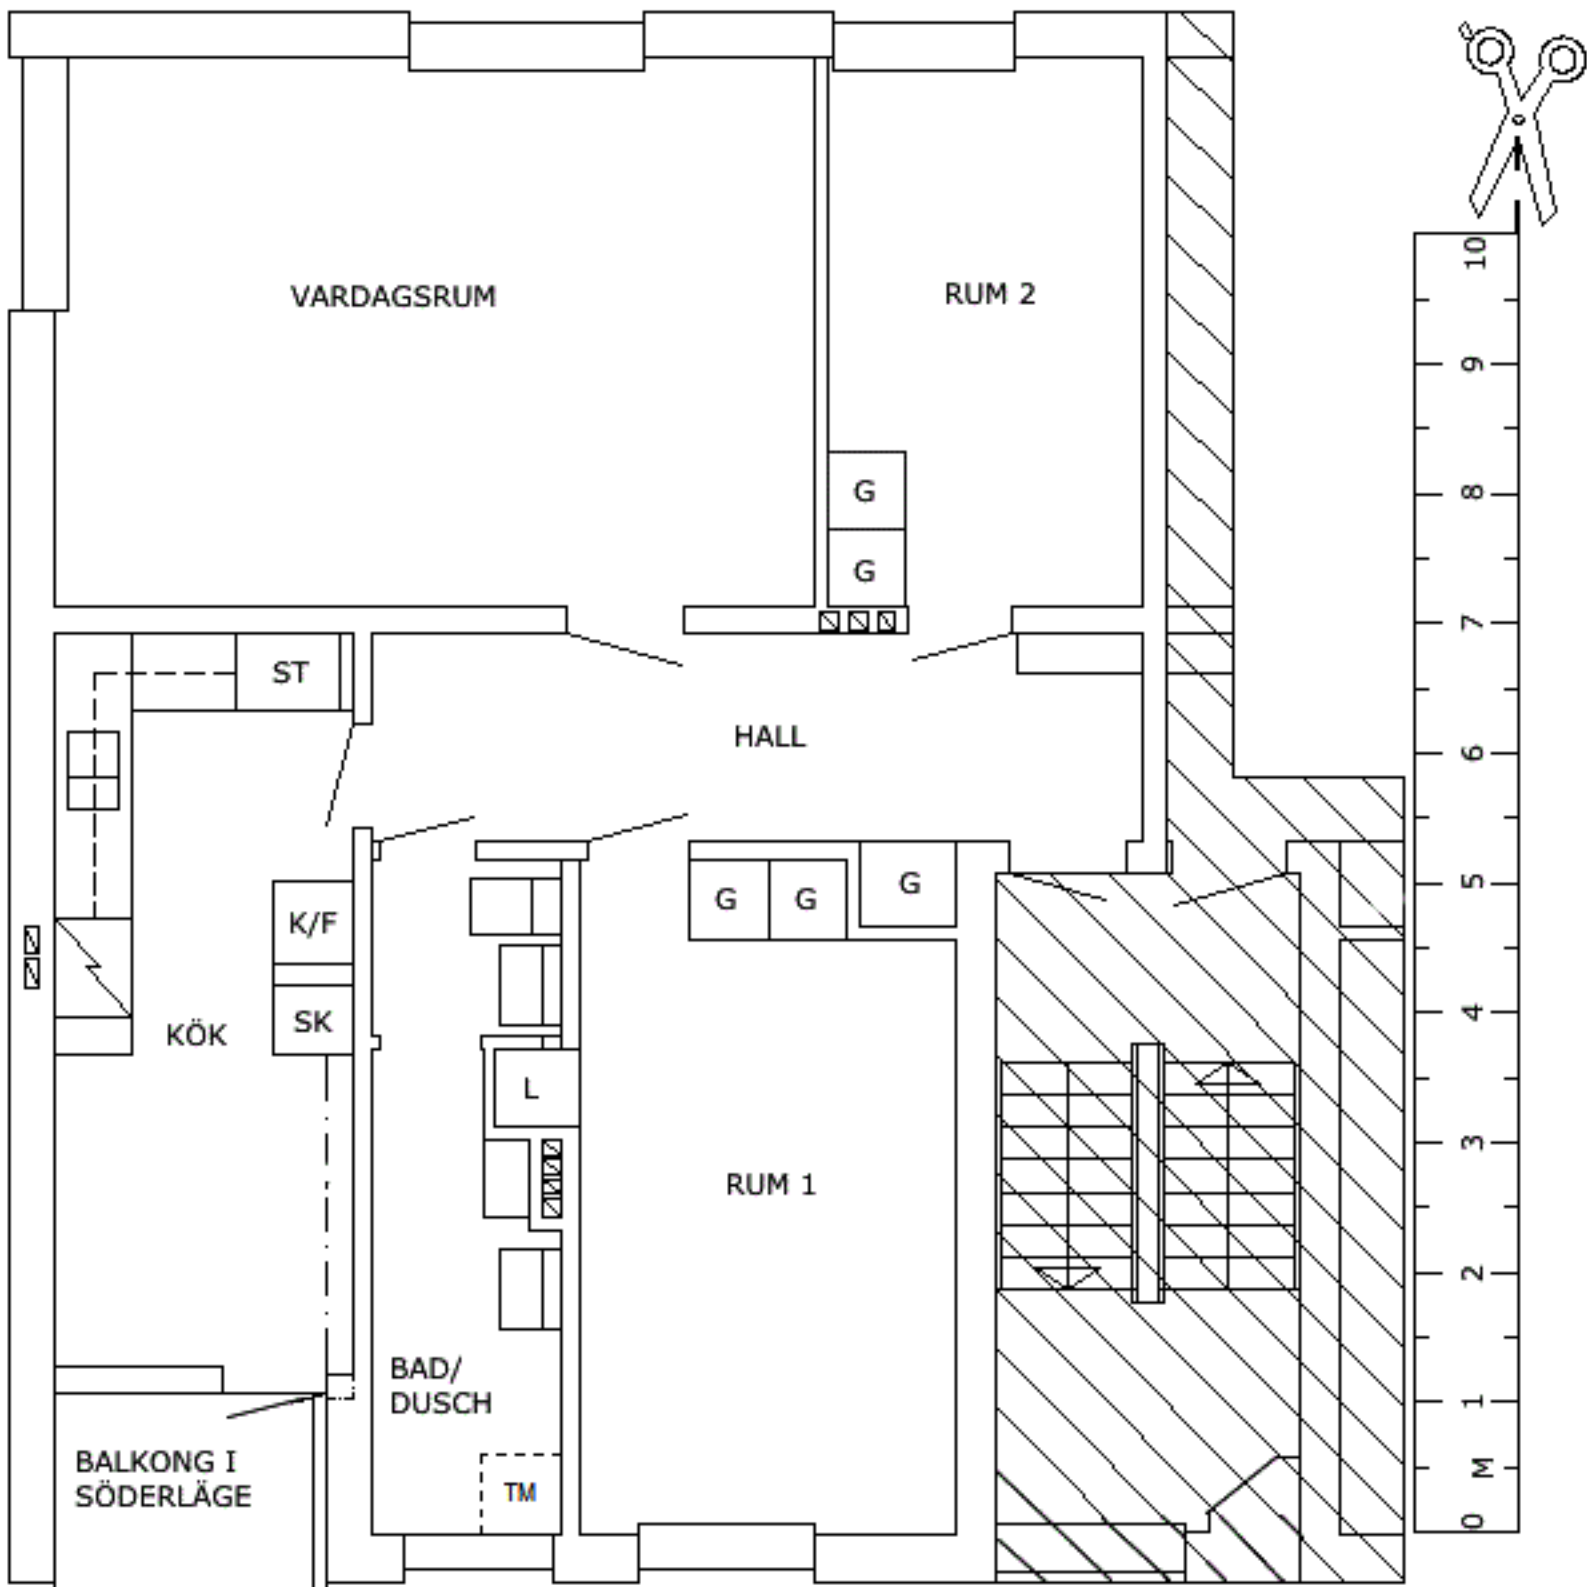 VARDAGSRUM
RUM 2
G
G
ST
HALL
K/F
G
G
G
SK
KÖK
L
RUM 1
BAD/
DUSCH
BALKONG I
SÖDERLÄGE
TM
10
9
8
7
6
5
4
3
2
1
M
0